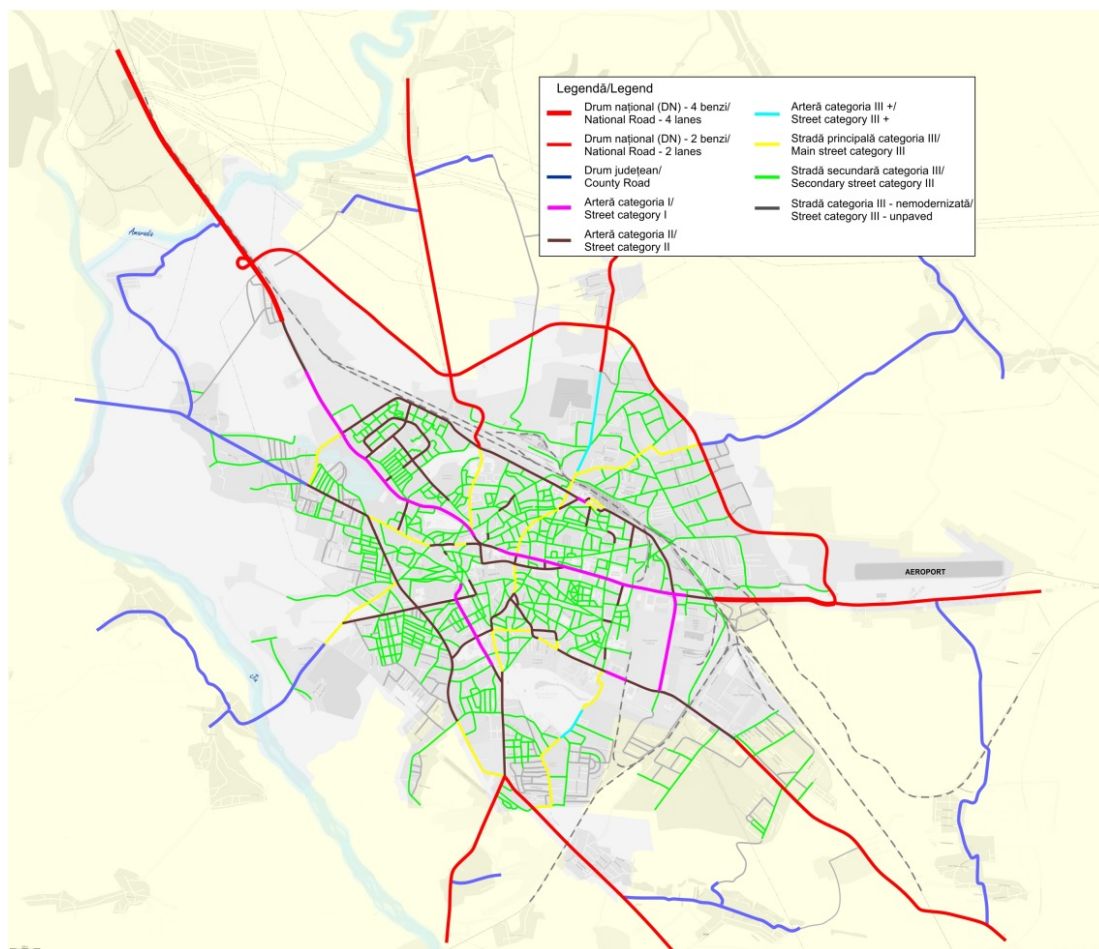 Legendă/Legend
Drum național (DN) - 4 benzi/
National Road - 4 lanes
Drum național (DN) - 2 benzi/
National Road - 2 lanes
Drum județean/
County Road
Arteră categoria I/
Street category I
Arteră categoria II/
Street category II
Arteră categoria III +/
Street category III +
Stradă principală categoria III/
Main street category III
Stradă secundară categoria III/
Secondary street category III
Stradă categoria III - nemodernizată/
Street category III - unpaved
Amaradia
AEROPORT
Jiu